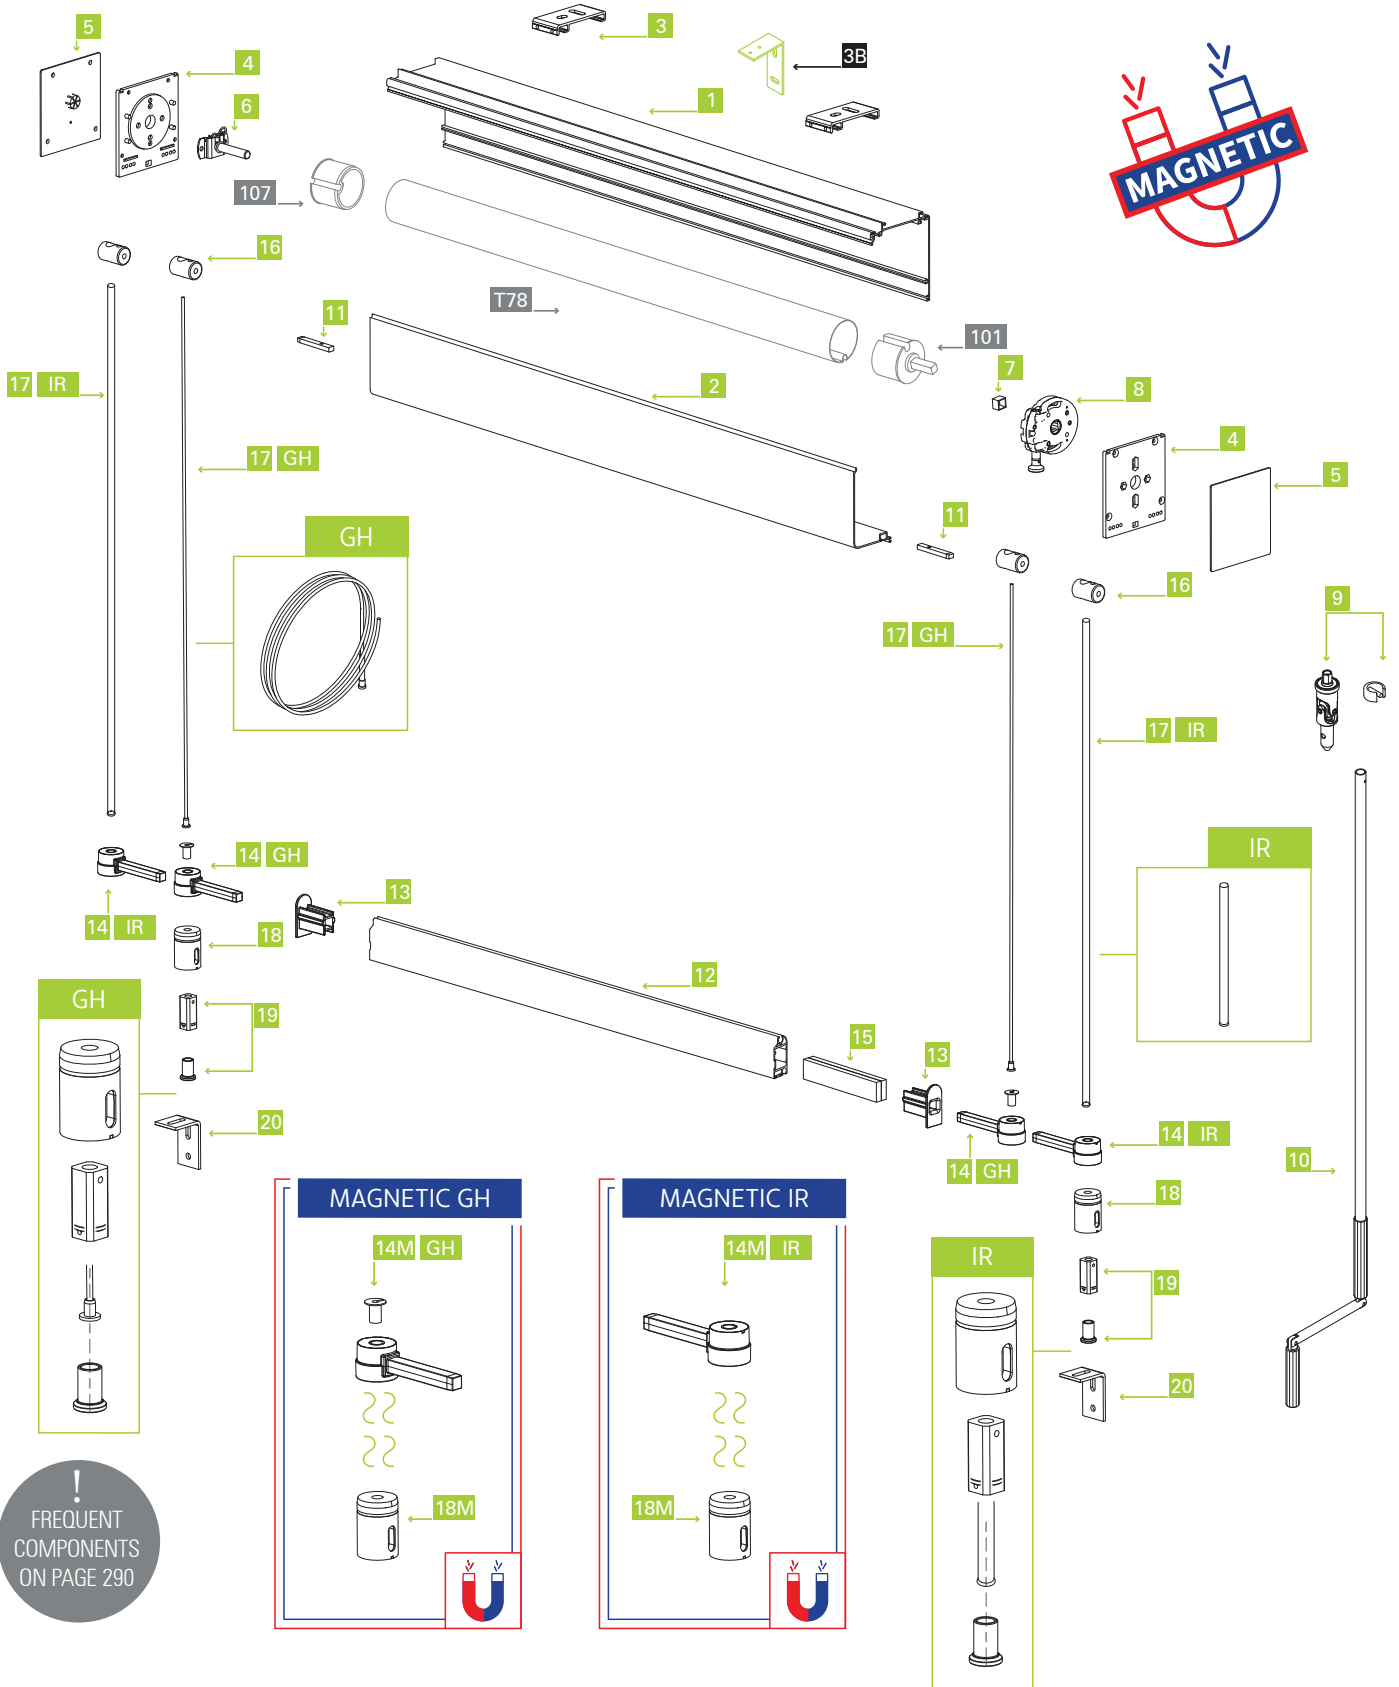 5
3
4
3B
6
1
MAGNETIC
107
16
T78
11
101
7
17 IR
2
8
17 GH
4
5
GH
11
16
9
17 GH
17 IR
IR
14 GH
13
14 IR
18
12
GH
19
15
13
20
14 IR
14 GH
10
MAGNETIC GH
MAGNETIC IR
18
14M GH
14M IR
IR
19
20
18M
18M
!
FREQUENT
COMPONENTS
ON PAGE 290